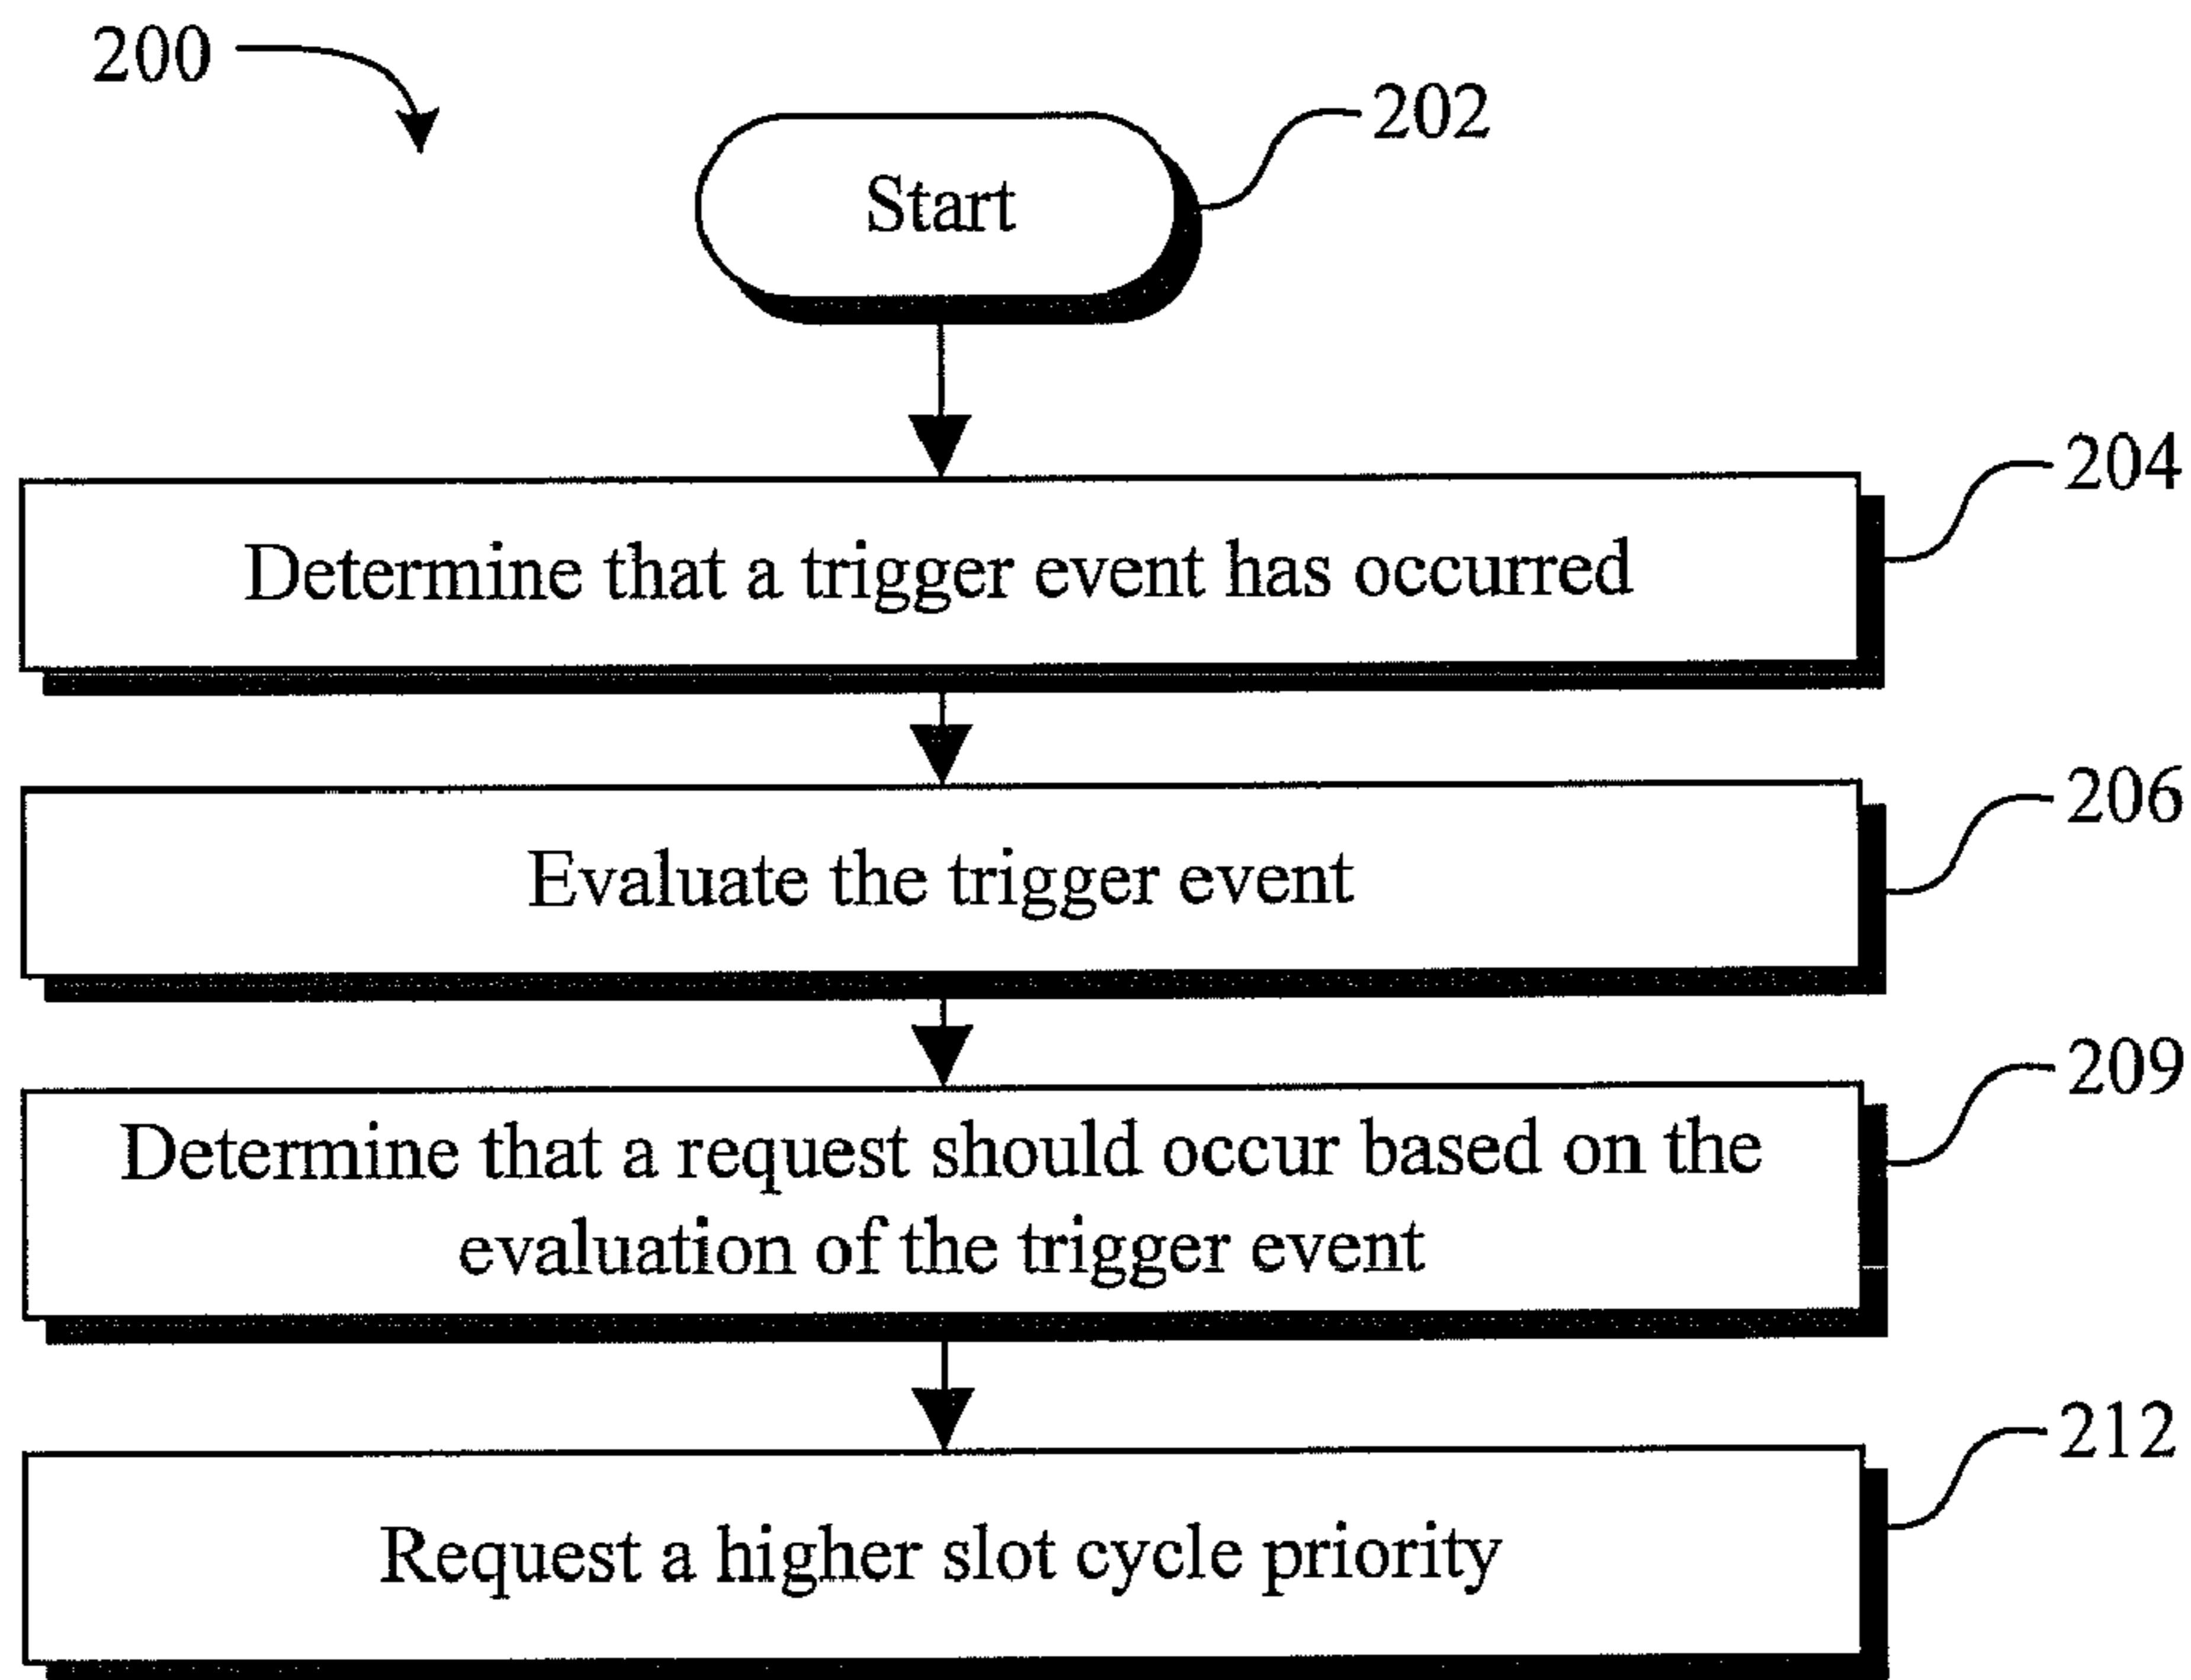 200
202
Start
204
Determine that a trigger event has occurred
206
Evaluate the trigger event
209
Determine that a request should occur based on the
evaluation of the trigger event
212
Request a higher slot cycle priority